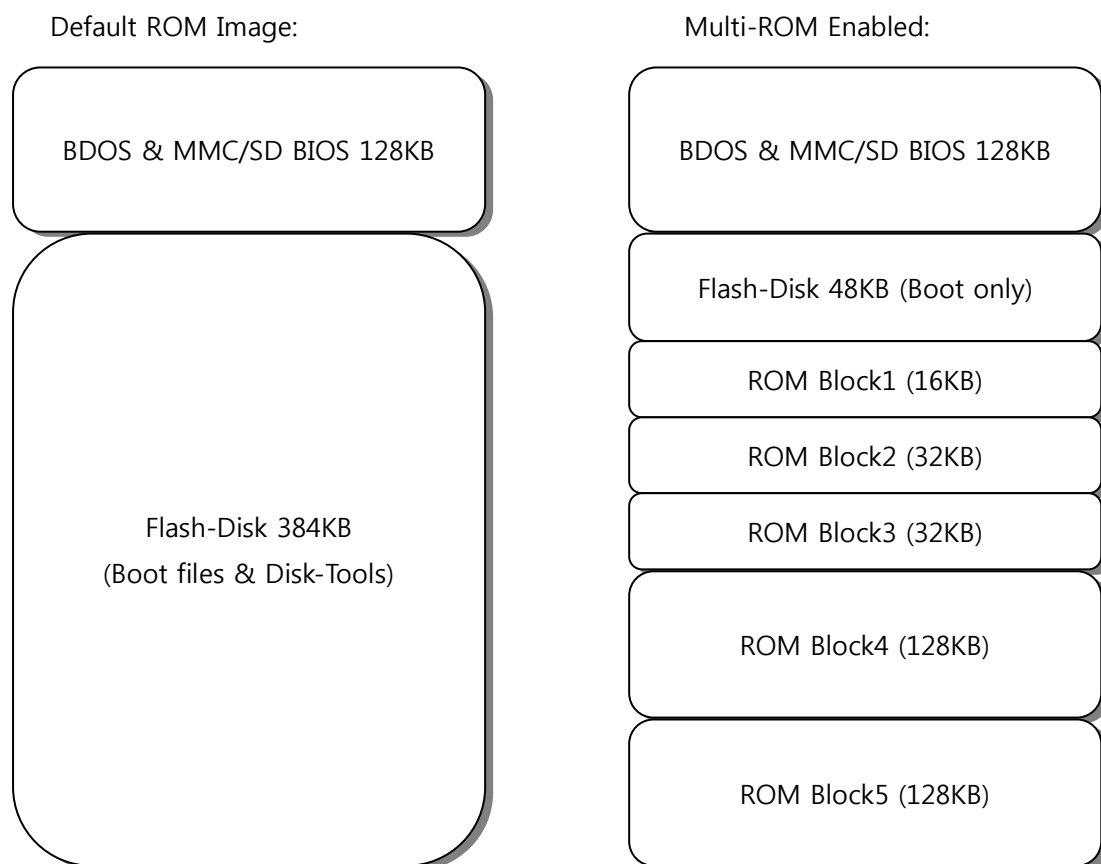 Default ROM Image:
BDOS & MMC/SD BIOS 128KB
Flash-Disk 384KB
(Boot files & Disk-Tools)
Multi-ROM Enabled:
BDOS & MMC/SD BIOS 128KB
Flash-Disk 48KB (Boot only)
ROM Block1 (16KB)
ROM Block2 (32KB)
ROM Block3 (32KB)
ROM Block4 (128KB)
ROM Block5 (128KB)